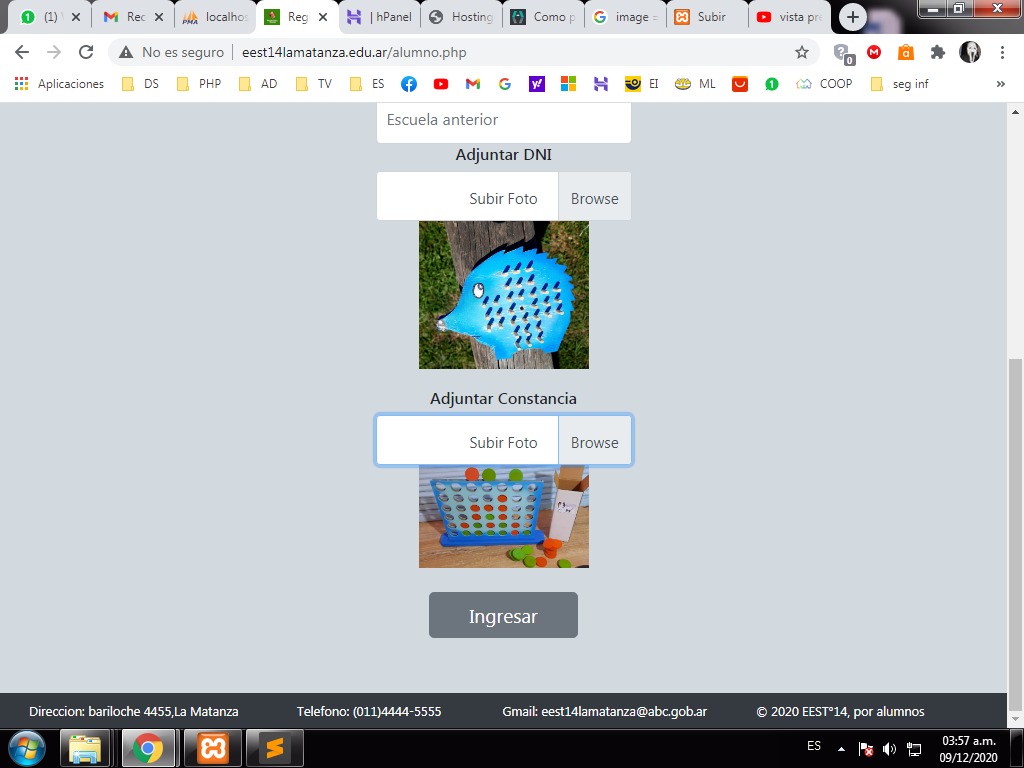 (1) V
Rec
localhos
Reg
| hPanel
Hosting
Como p
image =
Subir
vista pre
No es seguro
eest14lamatanza.edu.ar/alumno.php
0
Aplicaciones
DS
PHP
AD
TV
ES
EI
ML
COOP
seg inf
»
Escuela anterior
Adjuntar DNI
Subir Foto
Browse
Adjuntar Constancia
Subir Foto
Browse
Ingresar
Direccion: bariloche 4455,La Matanza
Telefono: (011)4444-5555
Gmail: eest14lamatanza@abc.gob.ar
© 2020 EEST°14, por alumnos
ES
03:57 a.m.
09/12/2020